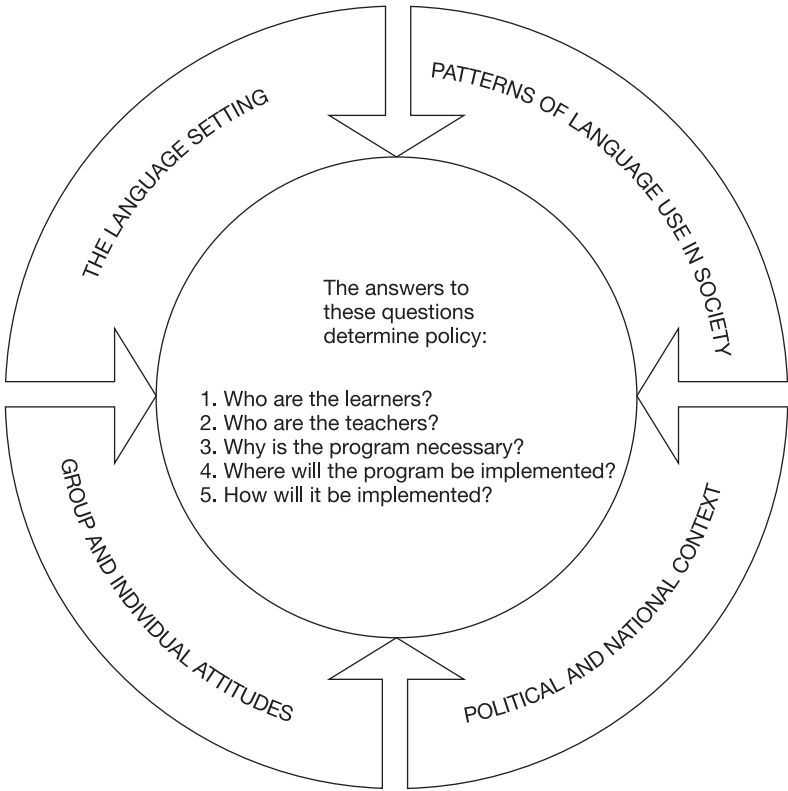 THE LANGUAGE SETTING
PATTERNS OF LANGUAGE USE IN SOCIETY
The answers to
these questions
determine policy:
1. Who are the learners?
2. Who are the teachers?
3. Why is the program necessary?
4. Where will the program be implemented?
5. How will it be implemented?
GROUP AND INDIVIDUAL ATTITUDES
POLITICAL AND NATIONAL CONTEXT